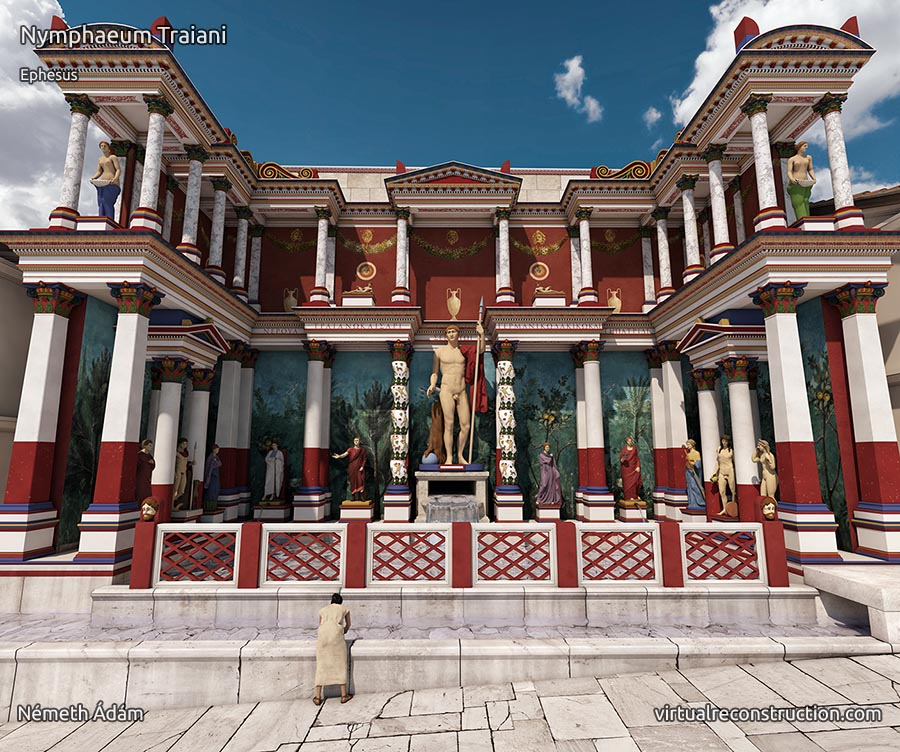 Nymphaeum Traiani
Ephesus
Németh Ádám
virtualreconstruction.com